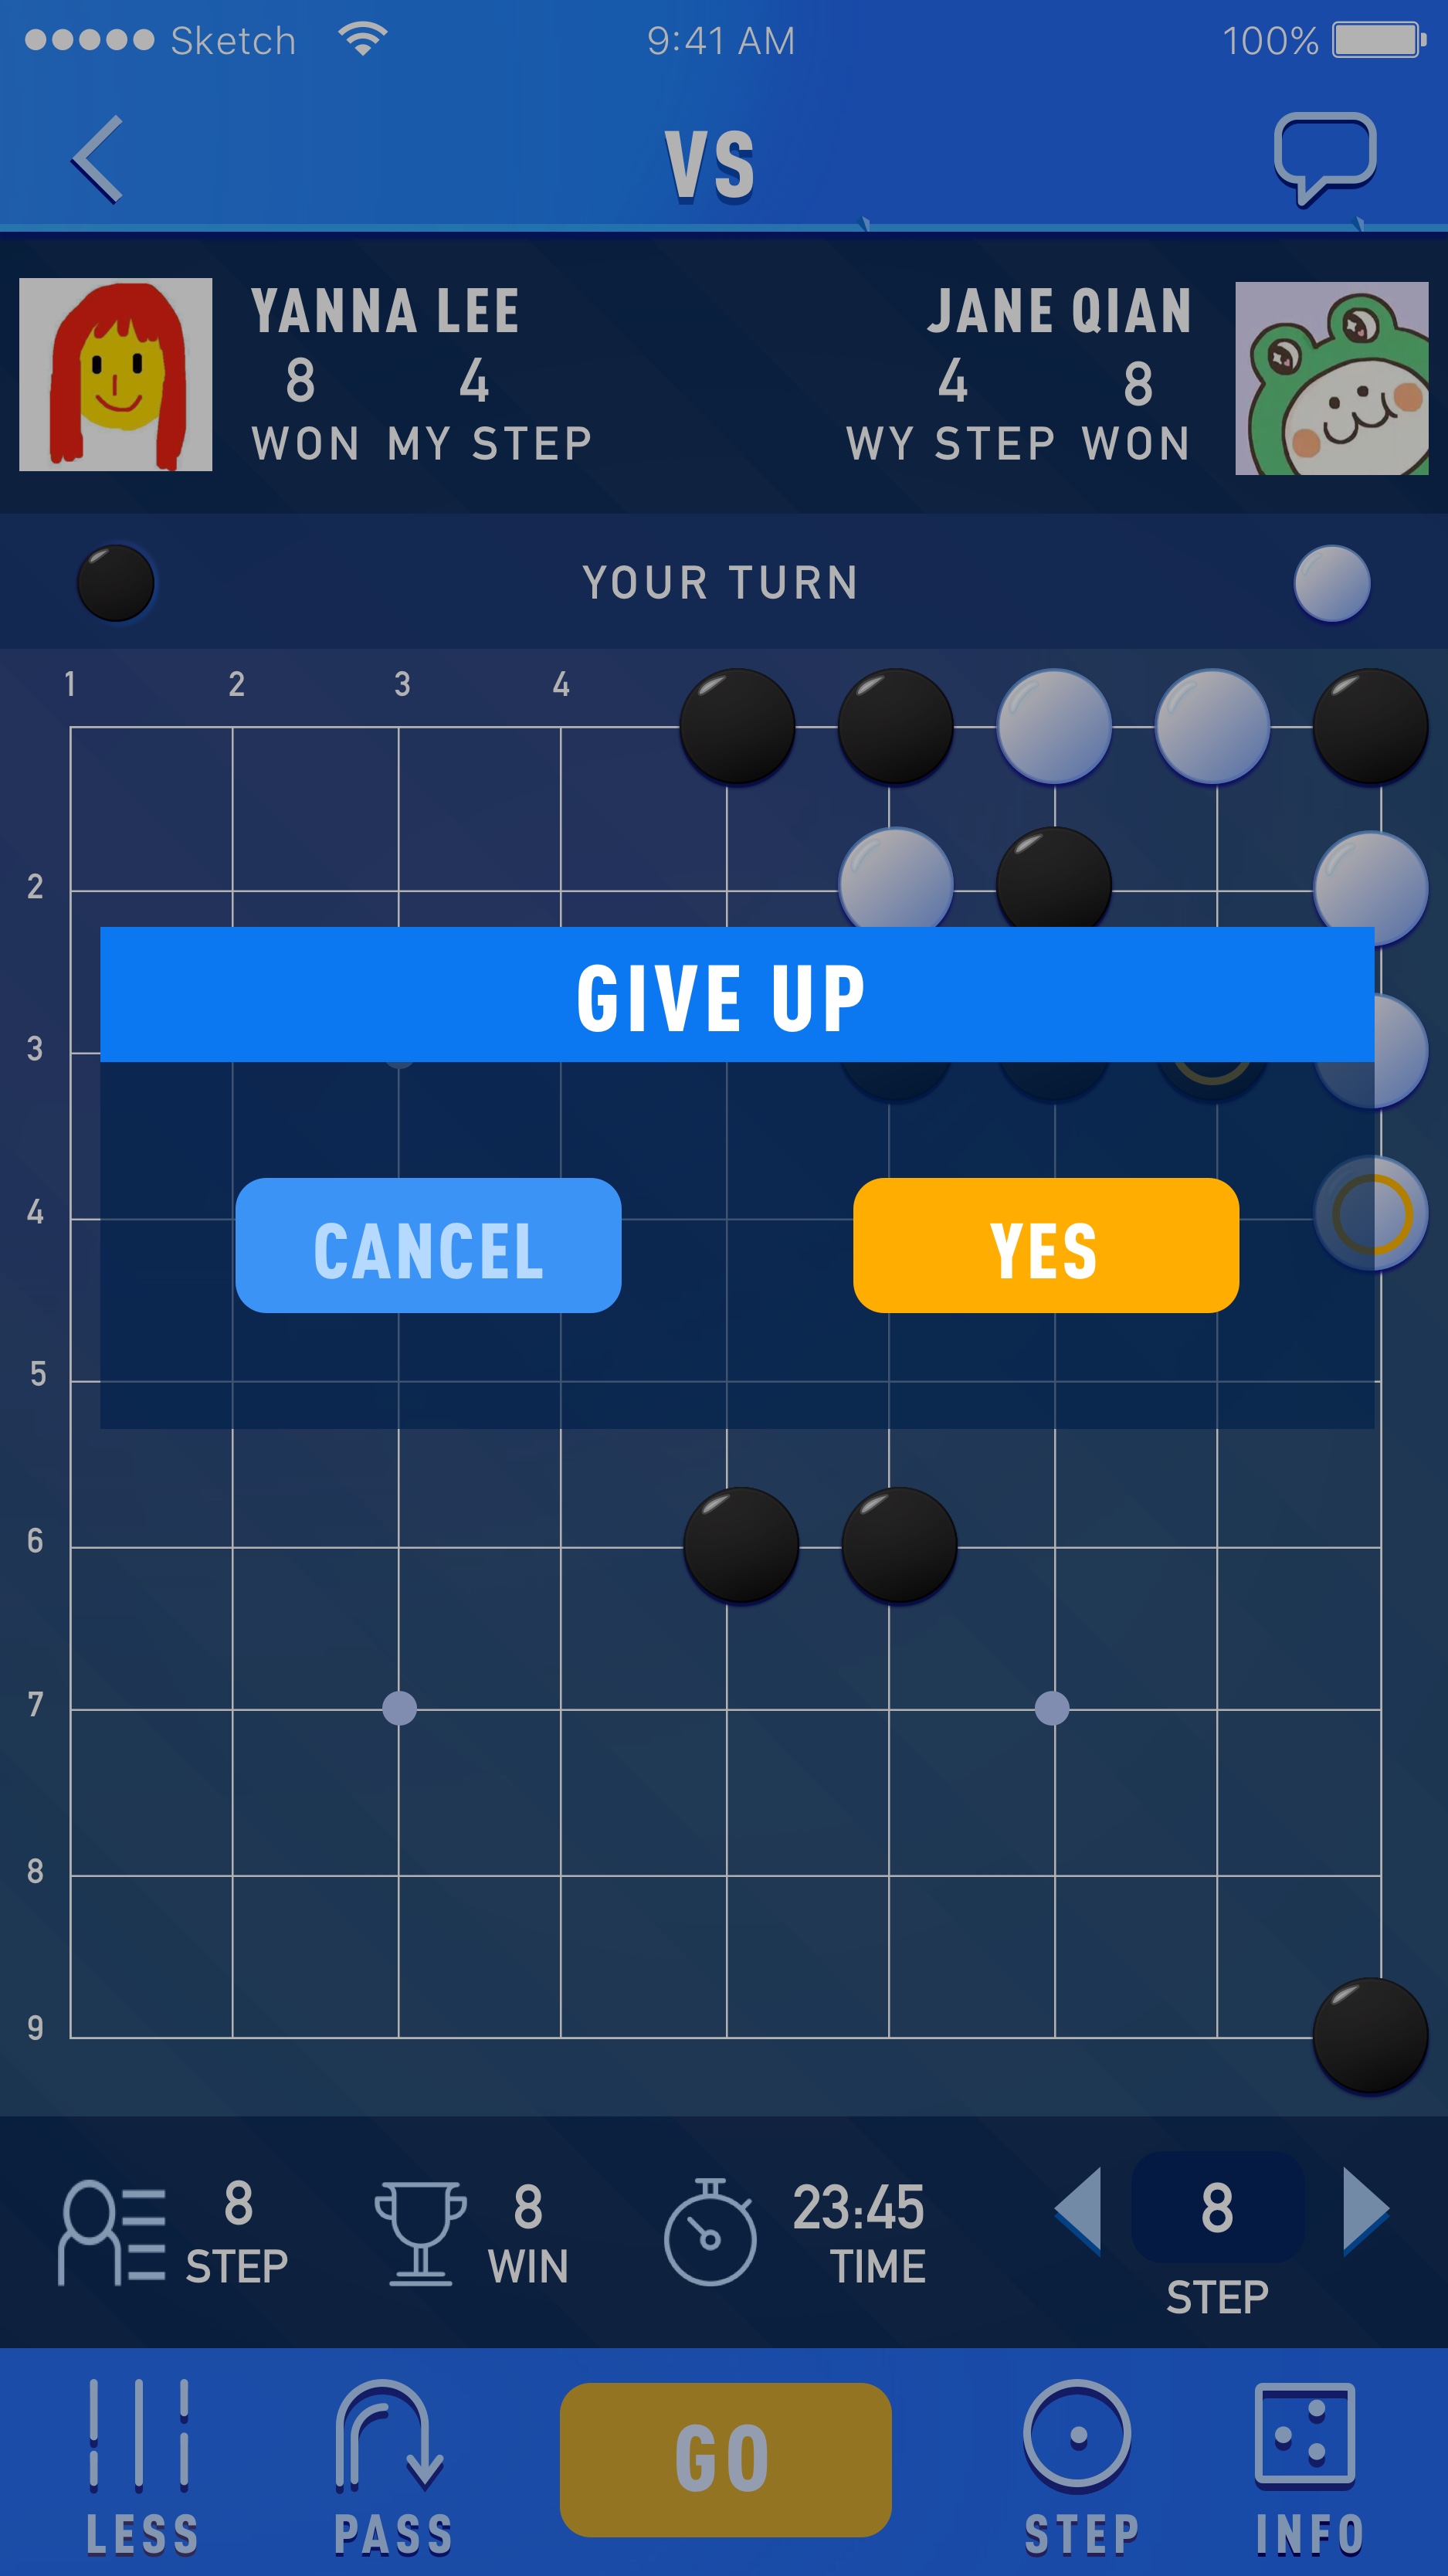 Sketch 9:41 AM 100%
VS
YANNA LEE JANE QIAN
8 4 4 8
WON MY STEP WY STEP WON
YOUR TURN
1 2 3 4
2
GIVE UP
3
4
CANCEL YES
5
6
7
8
9
8 8 23:45 8
STEP WIN TIME STEP
GO
LESS PASS STEP INFO